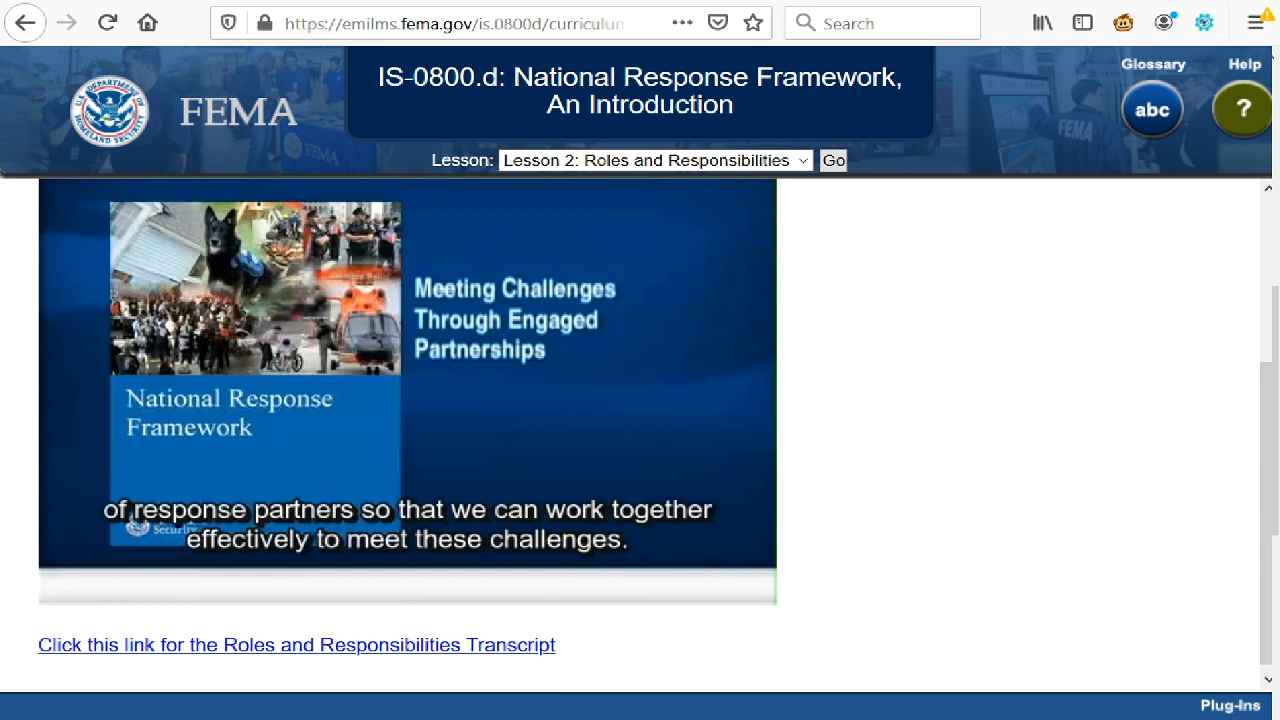 https://emilms.fema.gov/is.0800d/curriculum
Search
FEMA
IS-0800.d: National Response Framework,
An Introduction
Glossary
abc
Help
?
Lesson:
Lesson 2: Roles and Responsibilities
Go
Meeting Challenges
Through Engaged
Partnerships
National Response
Framework
of response partners so that we can work together
effectively to meet these challenges.
Security
Click this link for the Roles and Responsibilities Transcript
Plug-Ins